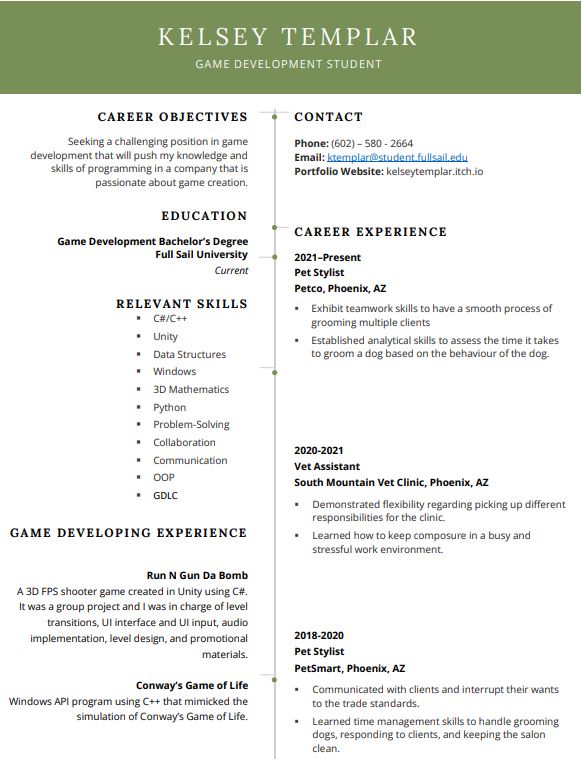 KELSEY TEMPLAR
GAME DEVELOPMENT STUDENT
CAREER OBJECTIVES
Seeking a challenging position in game
development that will push my knowledge and
skills of programming in a company that is
passionate about game creation.
EDUCATION
Game Development Bachelor's Degree
Full Sail University
Current
RELEVANT SKILLS
▪ C#/C++
▪ Unity
▪ Data Structures
▪ Windows
▪ 3D Mathematics
▪ Python
▪ Problem-Solving
▪ Collaboration
▪ Communication
▪ OOP
▪ GDLC
GAME DEVELOPING EXPERIENCE
Run N Gun Da Bomb
A 3D FPS shooter game created in Unity using C#.
It was a group project and I was in charge of level
transitions, UI interface and UI input, audio
implementation, level design, and promotional
materials.
Conway's Game of Life
Windows API program using C++ that mimicked the
simulation of Conway's Game of Life.
CONTACT
Phone: (602) – 580 - 2664
Email: ktemplar@student.fullsail.edu
Portfolio Website: kelseytemplar.itch.io
CAREER EXPERIENCE
2021–Present
Pet Stylist
Petco, Phoenix, AZ
▪ Exhibit teamwork skills to have a smooth process of
grooming multiple clients
▪ Established analytical skills to assess the time it takes
to groom a dog based on the behaviour of the dog.
2020-2021
Vet Assistant
South Mountain Vet Clinic, Phoenix, AZ
▪ Demonstrated flexibility regarding picking up different
responsibilities for the clinic.
▪ Learned how to keep composure in a busy and
stressful work environment.
2018-2020
Pet Stylist
PetSmart, Phoenix, AZ
▪ Communicated with clients and interrupt their wants
to the trade standards.
▪ Learned time management skills to handle grooming
dogs, responding to clients, and keeping the salon
clean.